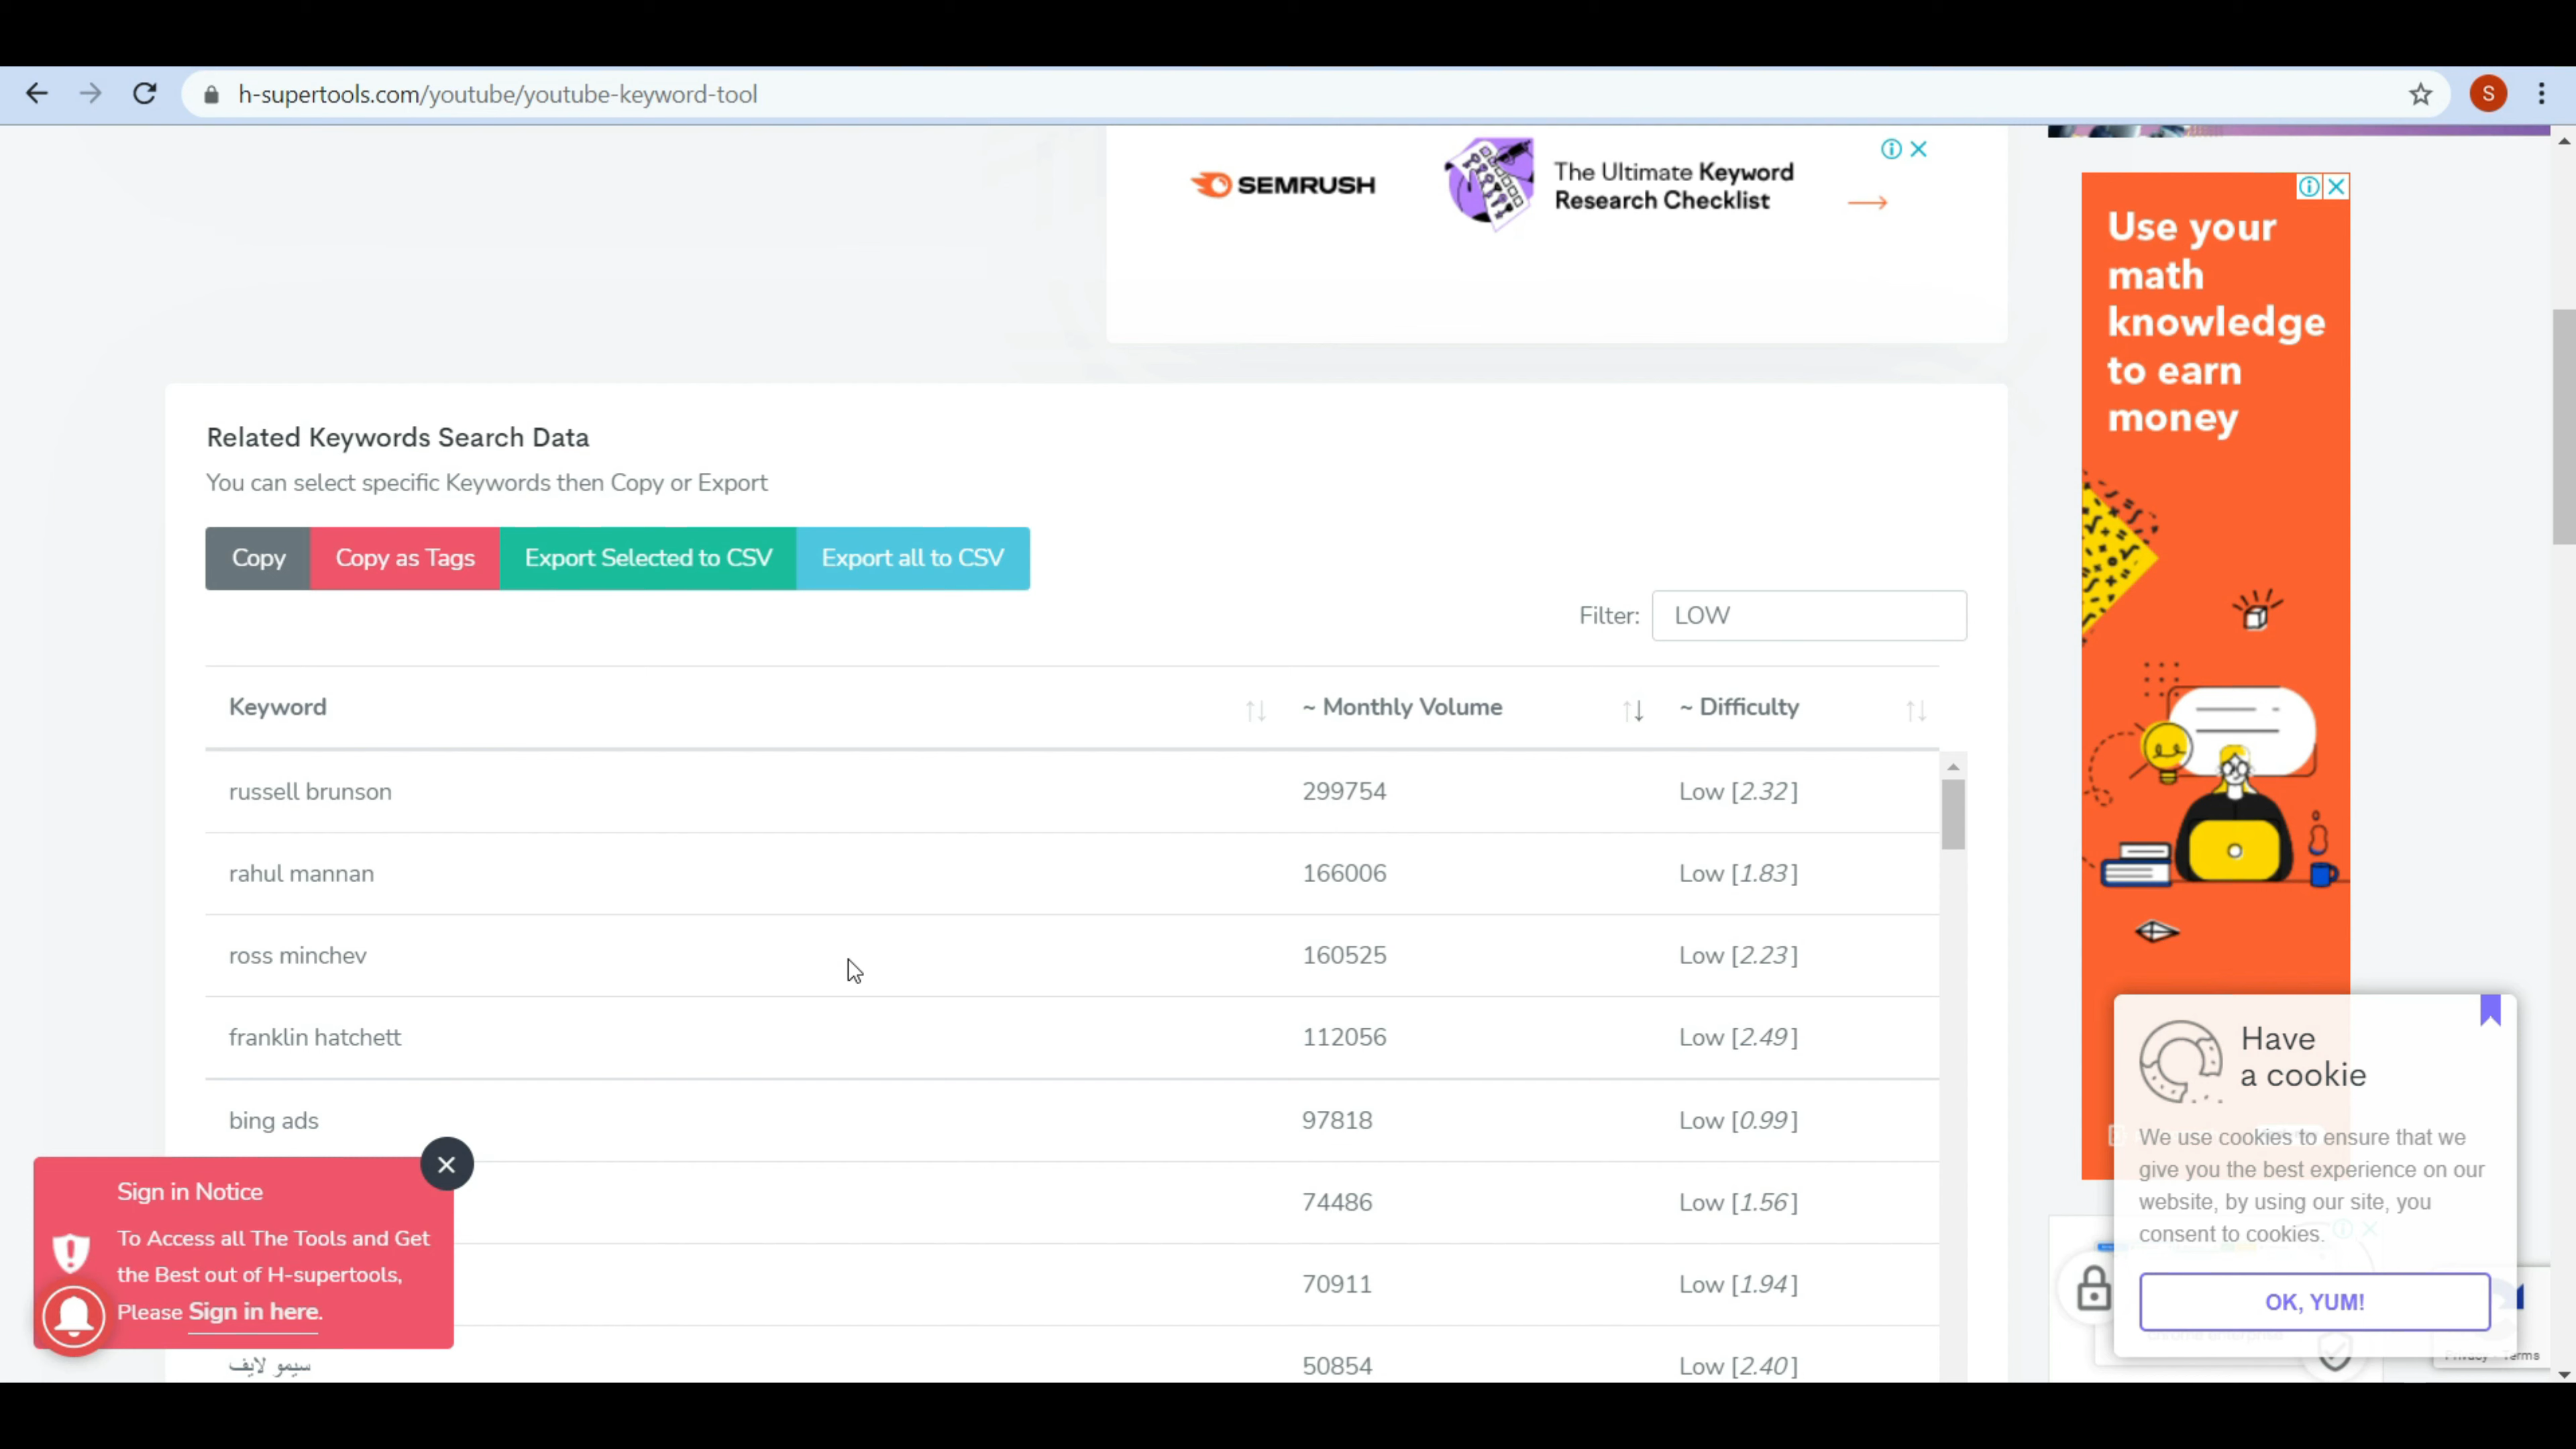 h-supertools.com/youtube/youtube-keyword-tool
S
SEMRUSH
The Ultimate Keyword
Research Checklist
Use your
math
knowledge
to earn
money
Related Keywords Search Data
You can select specific Keywords then Copy or Export
Copy Copy as Tags Export Selected to CSV Export all to CSV
Filter: LOW
Keyword ~ Monthly Volume ~ Difficulty
russell brunson 299754 Low [2.32]
rahul mannan 166006 Low [1.83]
ross minchev 160525 Low [2.23]
franklin hatchett 112056 Low [2.49]
bing ads 97818 Low [0.99]
74486 Low [1.56]
70911 Low [1.94]
سيمو لايف 50854 Low [2.40]
Sign in Notice
To Access all The Tools and Get
the Best out of H-supertools,
Please Sign in here.
Have
a cookie
We use cookies to ensure that we
give you the best experience on our
website, by using our site, you
consent to cookies.
OK, YUM!
Privacy - Terms